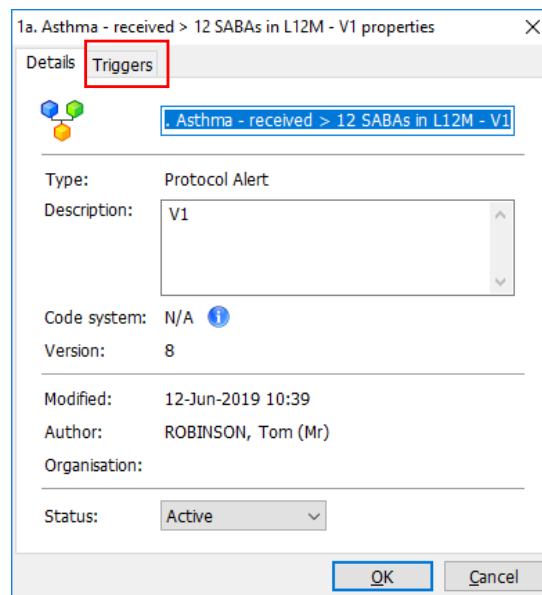 1a. Asthma - received > 12 SABAs in L12M - V1 properties
Details Triggers
. Asthma - received > 12 SABAs in L12M - V1
Type: Protocol Alert
Description: V1
Code system: N/A
Version: 8
Modified: 12-Jun-2019 10:39
Author: ROBINSON, Tom (Mr)
Organisation:
Status: Active
OK Cancel